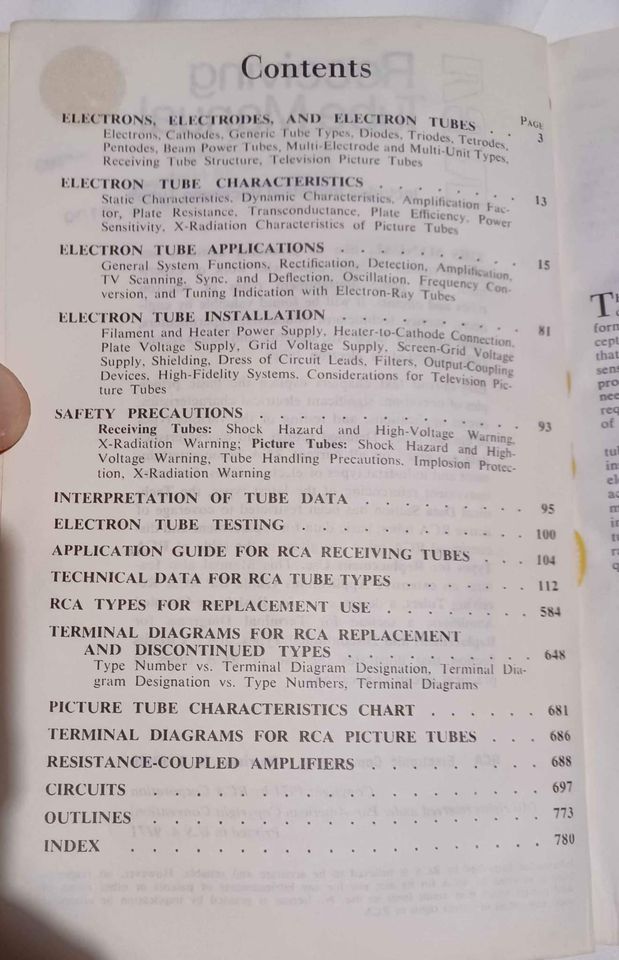 Contents
PAGE
ELECTRONS, ELECTRODES, AND ELECTRON TUBES . . 3
Electrons, Cathodes, Generic Tube Types, Diodes, Triodes, Tetrodes,
Pentodes, Beam Power Tubes, Multi-Electrode and Multi-Unit Types,
Receiving Tube Structure, Television Picture Tubes
ELECTRON TUBE CHARACTERISTICS . . . . . . . 13
Static Characteristics, Dynamic Characteristics, Amplification Fac-
tor, Plate Resistance, Transconductance, Plate Efficiency, Power
Sensitivity, X-Radiation Characteristics of Picture Tubes
ELECTRON TUBE APPLICATIONS . . . . . . . . . 15
General System Functions, Rectification, Detection, Amplification,
TV Scanning, Sync, and Deflection, Oscillation, Frequency Con-
version, and Tuning Indication with Electron-Ray Tubes
ELECTRON TUBE INSTALLATION . . . . . . . . . 81
Filament and Heater Power Supply, Heater-to-Cathode Connection,
Plate Voltage Supply, Grid Voltage Supply, Screen-Grid Voltage
Supply, Shielding, Dress of Circuit Leads, Filters, Output-Coupling
Devices, High-Fidelity Systems, Considerations for Television Pic-
ture Tubes
SAFETY PRECAUTIONS . . . . . . . . . . . . 93
Receiving Tubes: Shock Hazard and High-Voltage Warning,
X-Radiation Warning; Picture Tubes: Shock Hazard and High-
Voltage Warning, Tube Handling Precautions, Implosion Protec-
tion, X-Radiation Warning
INTERPRETATION OF TUBE DATA . . . . . . . . 95
ELECTRON TUBE TESTING . . . . . . . . . . 100
APPLICATION GUIDE FOR RCA RECEIVING TUBES . . . 104
TECHNICAL DATA FOR RCA TUBE TYPES . . . . . . 112
RCA TYPES FOR REPLACEMENT USE . . . . . . . 584
TERMINAL DIAGRAMS FOR RCA REPLACEMENT
AND DISCONTINUED TYPES . . . . . . . . . . 648
Type Number vs. Terminal Diagram Designation, Terminal Dia-
gram Designation vs. Type Numbers, Terminal Diagrams
PICTURE TUBE CHARACTERISTICS CHART . . . . . . 681
TERMINAL DIAGRAMS FOR RCA PICTURE TUBES . . . 686
RESISTANCE-COUPLED AMPLIFIERS . . . . . . . . 688
CIRCUITS . . . . . . . . . . . . . . . . 697
OUTLINES . . . . . . . . . . . . . . . . 773
INDEX . . . . . . . . . . . . . . . . 780